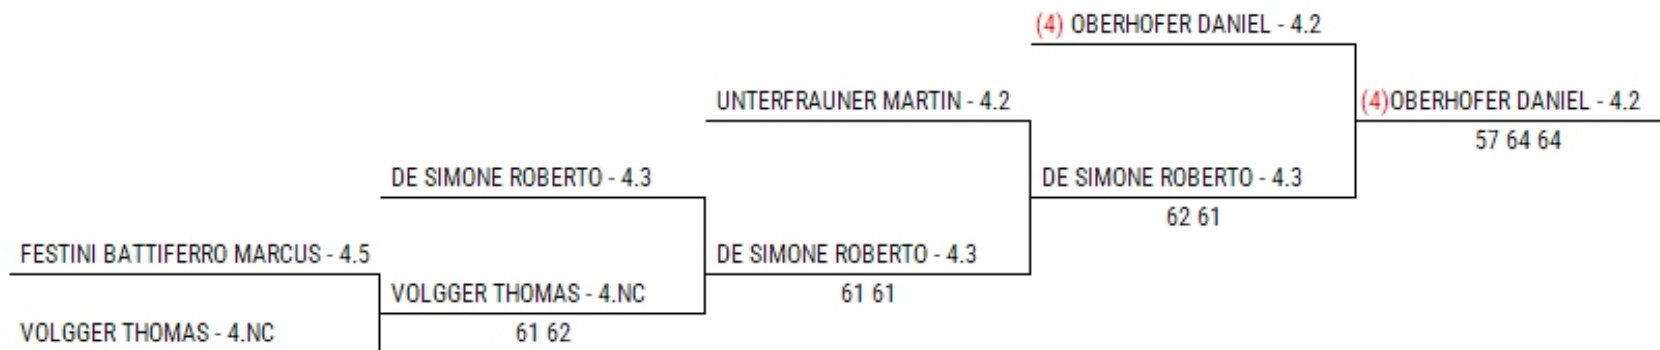 (4) OBERHOFER DANIEL - 4.2
UNTERFRAUNER MARTIN - 4.2
(4)OBERHOFER DANIEL - 4.2
57 64 64
DE SIMONE ROBERTO - 4.3
DE SIMONE ROBERTO - 4.3
62 61
FESTINI BATTIFERRO MARCUS - 4.5
DE SIMONE ROBERTO - 4.3
61 61
VOLGGER THOMAS - 4.NC
VOLGGER THOMAS - 4.NC
61 62